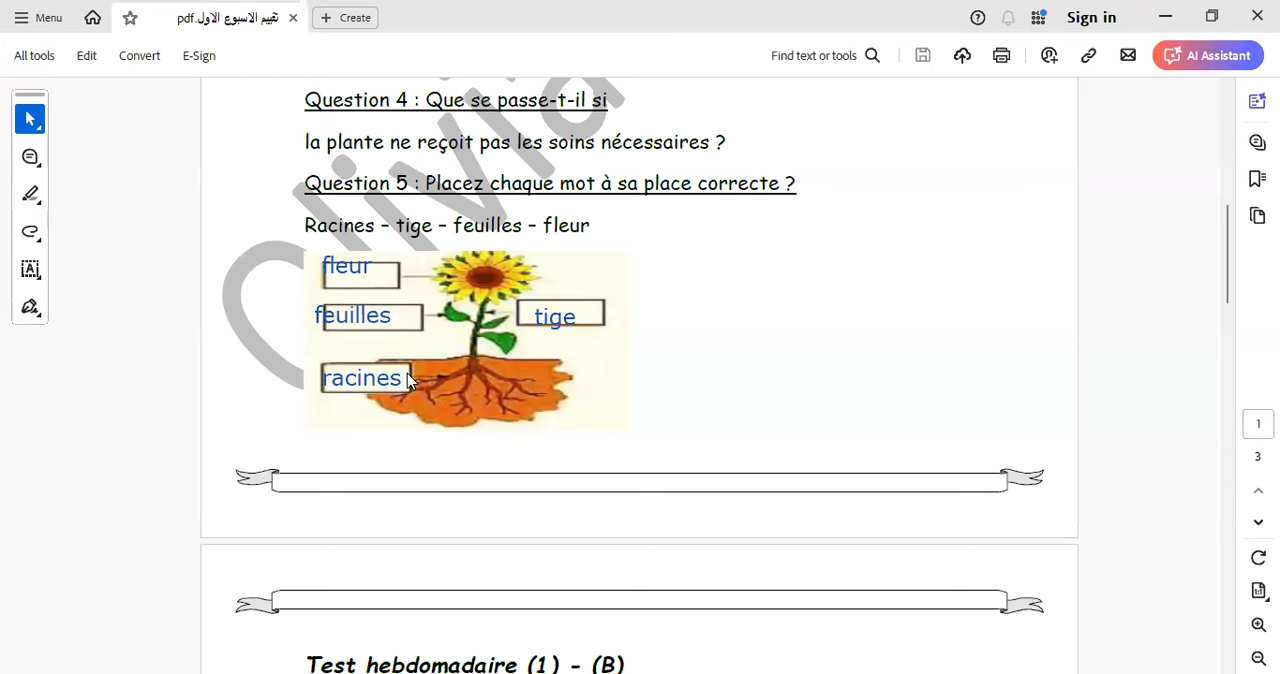 Menu
تقييم الاسبوع الاول.pdf
Create
Sign in
All tools
Edit
Convert
E-Sign
Find text or tools
AI Assistant
Question 4 : Que se passe-t-il si
la plante ne reçoit pas les soins nécessaires ?
Question 5 : Placez chaque mot à sa place correcte ?
Racines – tige – feuilles – fleur
fleur
feuilles
tige
racines
1
3
Test hebdomadaire (1) - (B)
Olivia